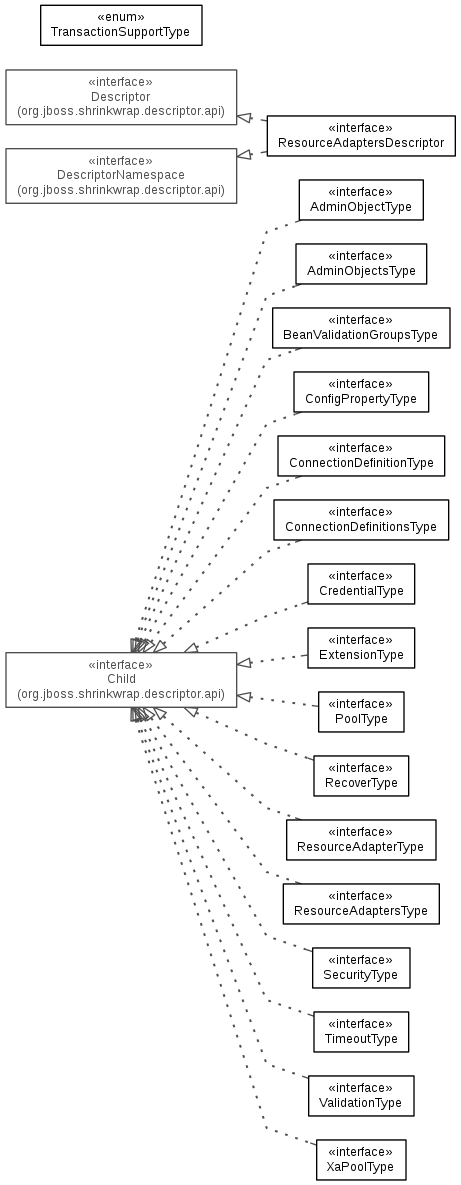 «enum»
TransactionSupportType
«interface»
Descriptor
(org.jboss.shrinkwrap.descriptor.api)
«interface»
ResourceAdaptersDescriptor
«interface»
DescriptorNamespace
(org.jboss.shrinkwrap.descriptor.api)
«interface»
AdminObjectType
«interface»
AdminObjectsType
«interface»
BeanValidationGroupsType
«interface»
ConfigPropertyType
«interface»
ConnectionDefinitionType
«interface»
ConnectionDefinitionsType
«interface»
CredentialType
«interface»
ExtensionType
«interface»
Child
(org.jboss.shrinkwrap.descriptor.api)
«interface»
PoolType
«interface»
RecoverType
«interface»
ResourceAdapterType
«interface»
ResourceAdaptersType
«interface»
SecurityType
«interface»
TimeoutType
«interface»
ValidationType
«interface»
XaPoolType